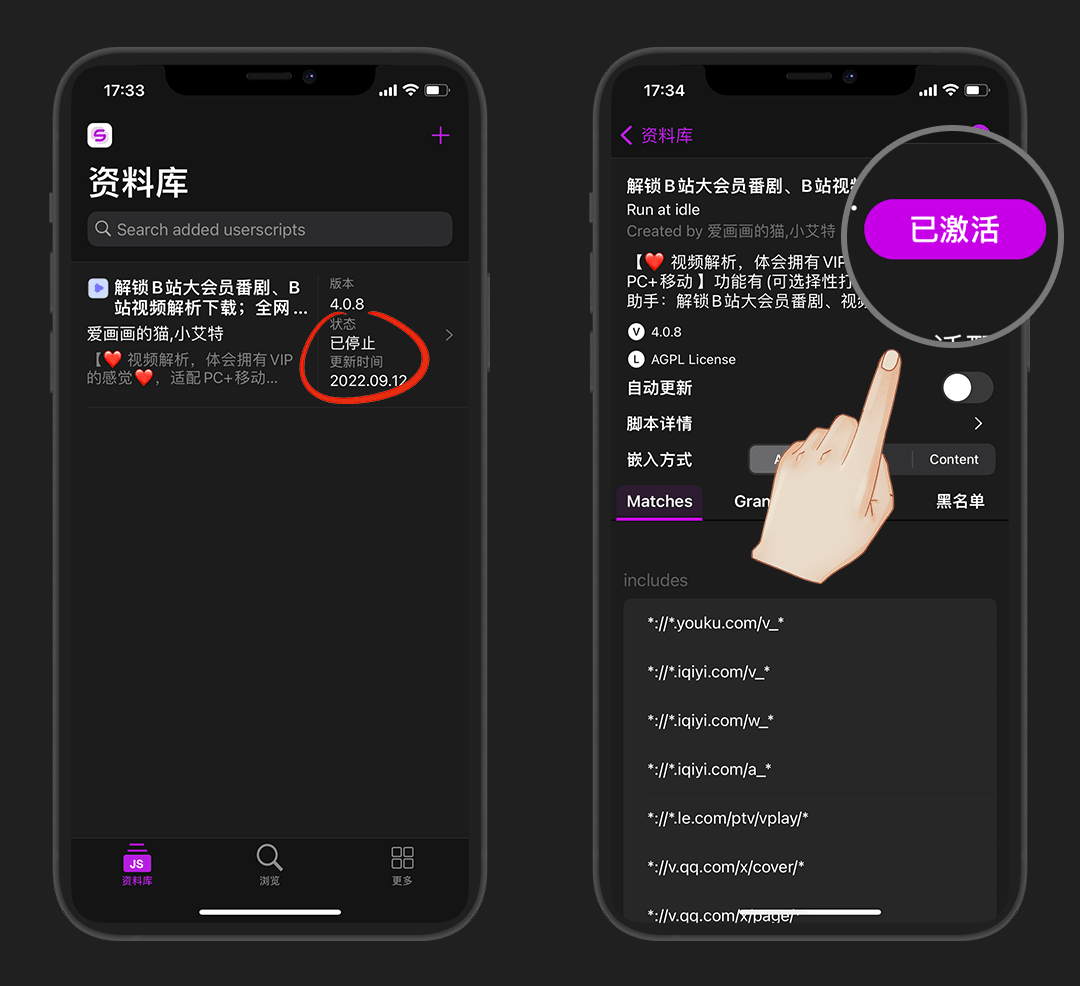 17:33
资料库
Search added userscripts
解锁B站大会员番剧、B
站视频解析下载；全网...
爱画画的猫,小艾特
【❤️ 视频解析，体会拥有VIP
的感觉❤️，适配PC+移动...
版本
4.0.8
状态
已停止
更新时间
2022.09.12
JS
资料库
浏览
更多
17:34
资料库
已激活
解锁B站大会员番剧、B站视
Run at idle
Created by 爱画画的猫,小艾特
【❤️ 视频解析，体会拥有VIP
PC+移动 】功能有 (可选择性打
助手：解锁B站大会员番剧、视
V 4.0.8
L AGPL License
自动更新
脚本详情
嵌入方式
Content
Matches
Gran
黑名单
includes
*://*.youku.com/v_*
*://*.iqiyi.com/v_*
*://*.iqiyi.com/w_*
*://*.iqiyi.com/a_*
*://*.le.com/ptv/vplay/*
*://v.qq.com/x/cover/*
*://v.qq.com/x/page/*